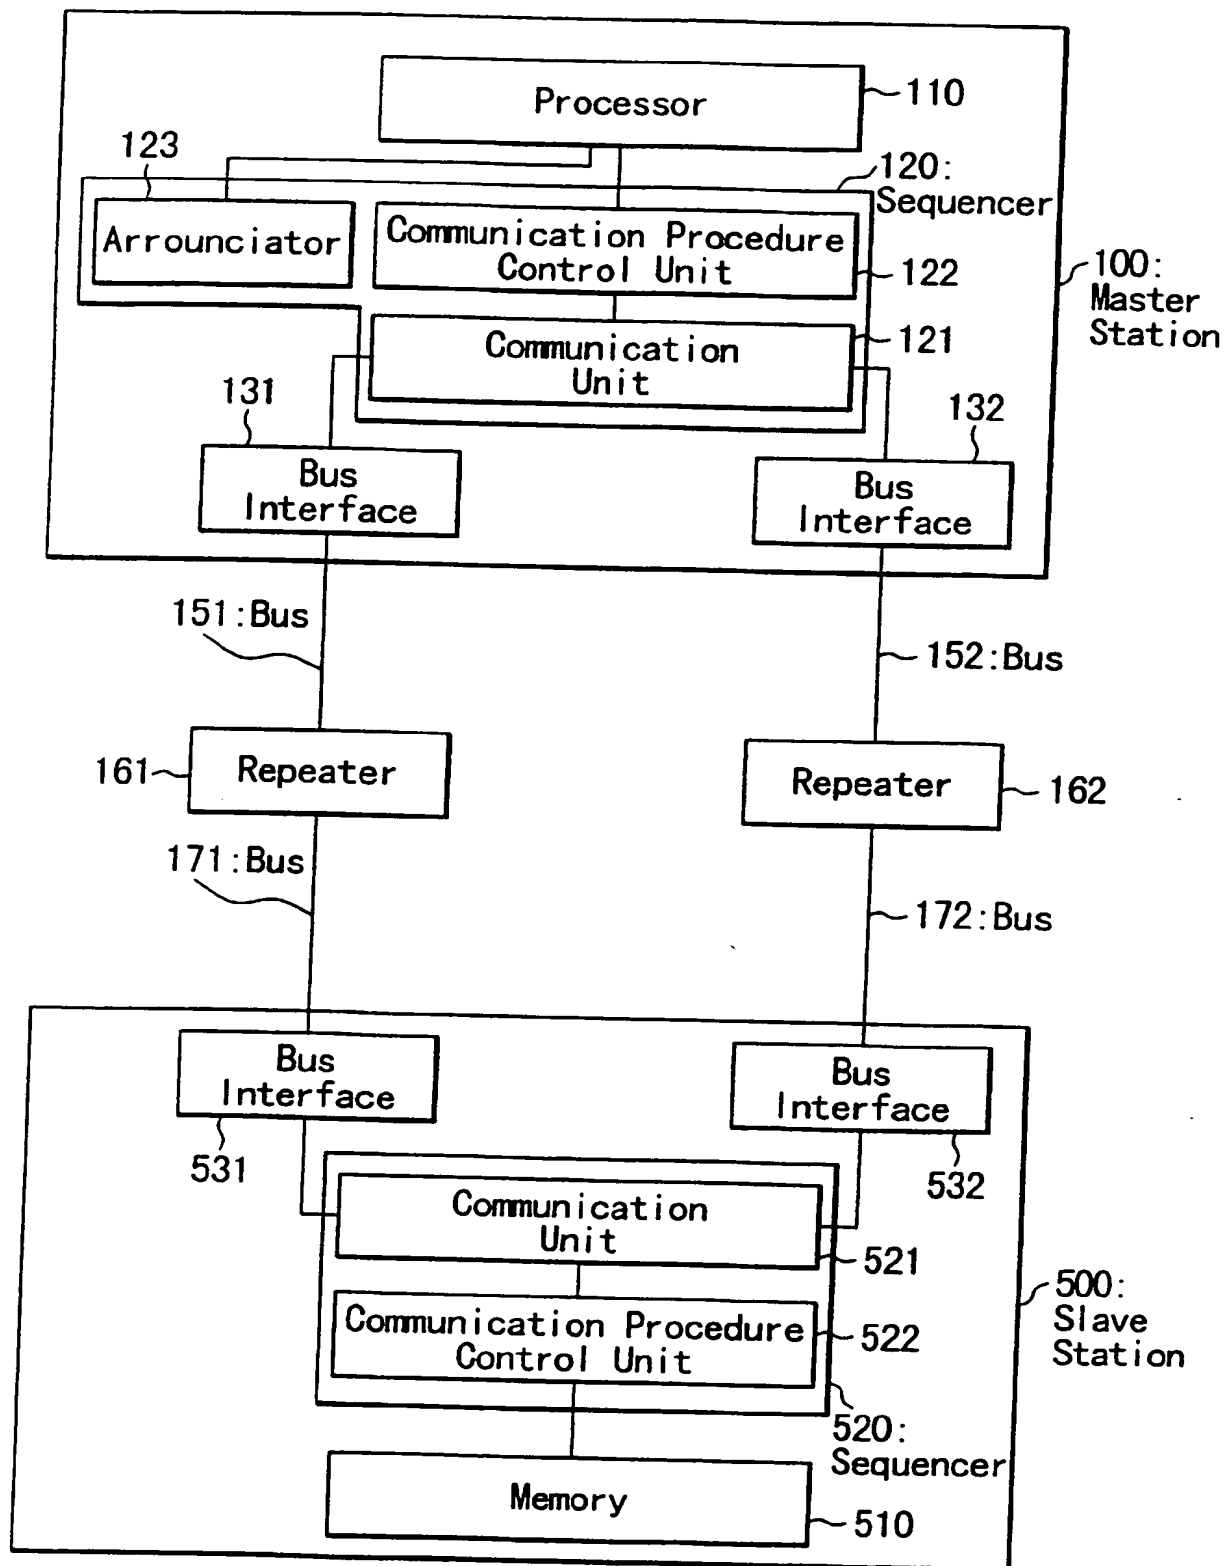 Processor
110
123
120:
Sequencer
Arrounciator
Communication Procedure
Control Unit
122
100:
Master
Station
Communication
Unit
121
131
132
Bus
Interface
Bus
Interface
151:Bus
152:Bus
161
Repeater
Repeater
162
171:Bus
172:Bus
Bus
Interface
Bus
Interface
531
532
Communication
Unit
521
500:
Slave
Station
Communication Procedure
Control Unit
522
520:
Sequencer
Memory
510